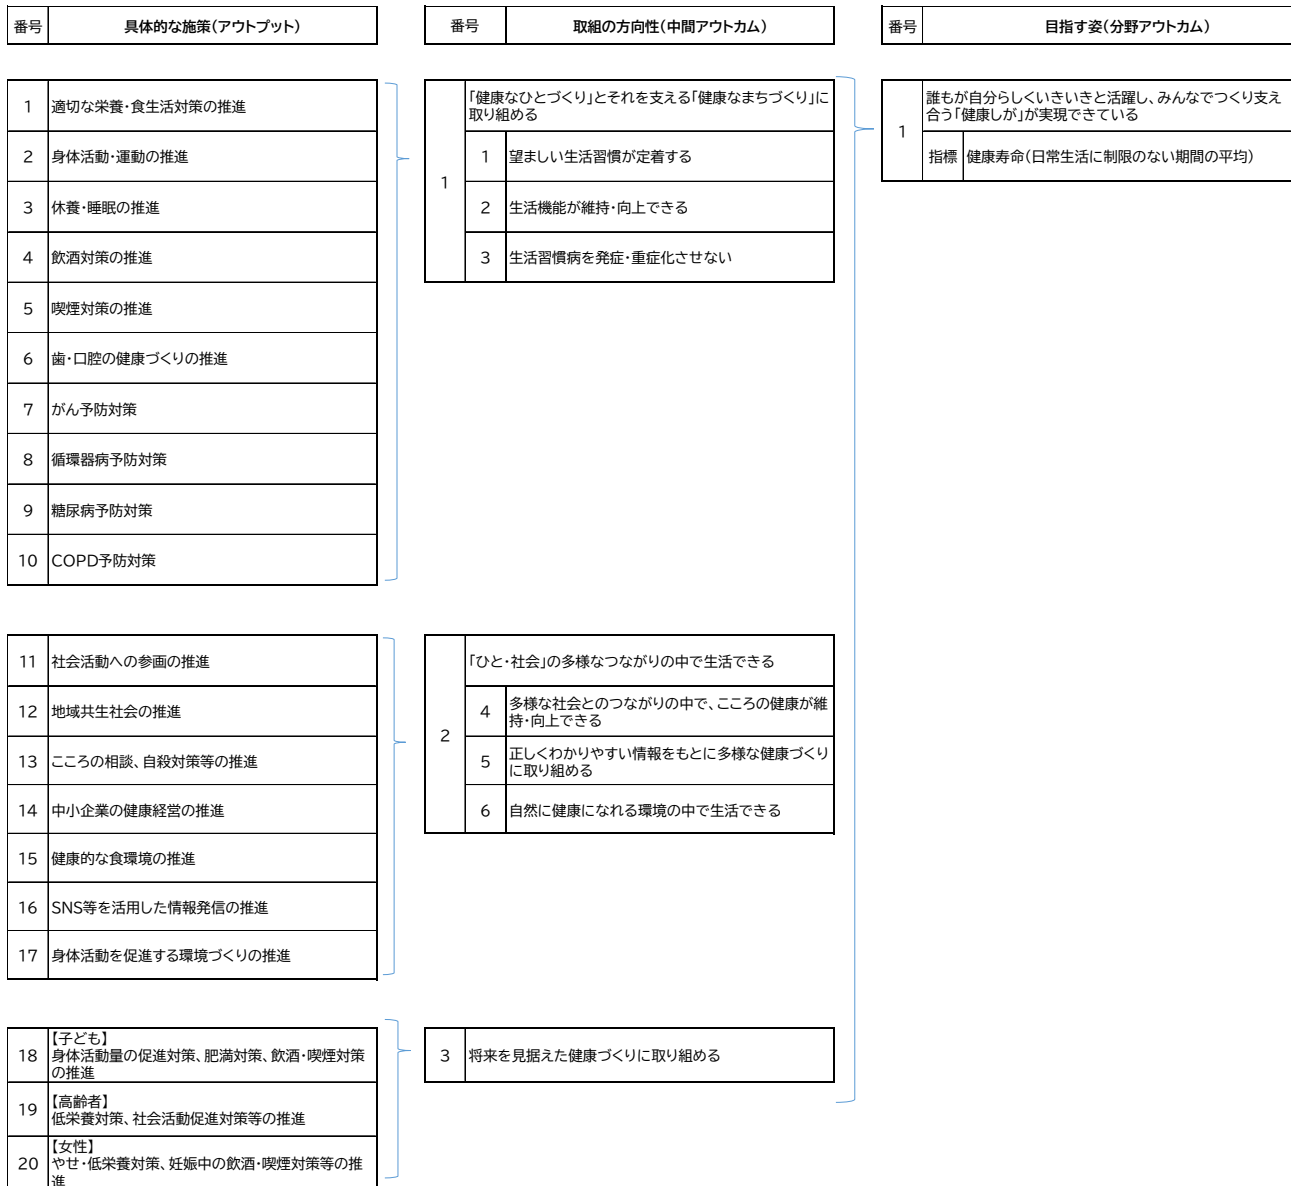 番号 具体的な施策(アウトプット) 番号 取組の方向性(中間アウトカム) 番号 目指す姿(分野アウトカム)
1 適切な栄養・食生活対策の推進
2 身体活動・運動の推進
3 休養・睡眠の推進
4 飲酒対策の推進
5 喫煙対策の推進
6 歯・口腔の健康づくりの推進
7 がん予防対策
8 循環器病予防対策
9 糖尿病予防対策
10 COPD予防対策
1
「健康なひとづくり」とそれを支える「健康なまちづくり」に
取り組める
1 望ましい生活習慣が定着する
2 生活機能が維持・向上できる
3 生活習慣病を発症・重症化させない
1
誰もが自分らしくいきいきと活躍し、みんなでつくり支え
合う「健康しが」が実現できている
指標 健康寿命(日常生活に制限のない期間の平均)
11 社会活動への参画の推進
12 地域共生社会の推進
13 こころの相談、自殺対策等の推進
14 中小企業の健康経営の推進
15 健康的な食環境の推進
16 SNS等を活用した情報発信の推進
17 身体活動を促進する環境づくりの推進
2
「ひと・社会」の多様なつながりの中で生活できる
4 多様な社会とのつながりの中で、こころの健康が維
持・向上できる
5 正しくわかりやすい情報をもとに多様な健康づくり
に取り組める
6 自然に健康になれる環境の中で生活できる
18 【子ども】
身体活動量の促進対策、肥満対策、飲酒・喫煙対策
の推進
19 【高齢者】
低栄養対策、社会活動促進対策等の推進
20 【女性】
やせ・低栄養対策、妊娠中の飲酒・喫煙対策等の推
進
3 将来を見据えた健康づくりに取り組める